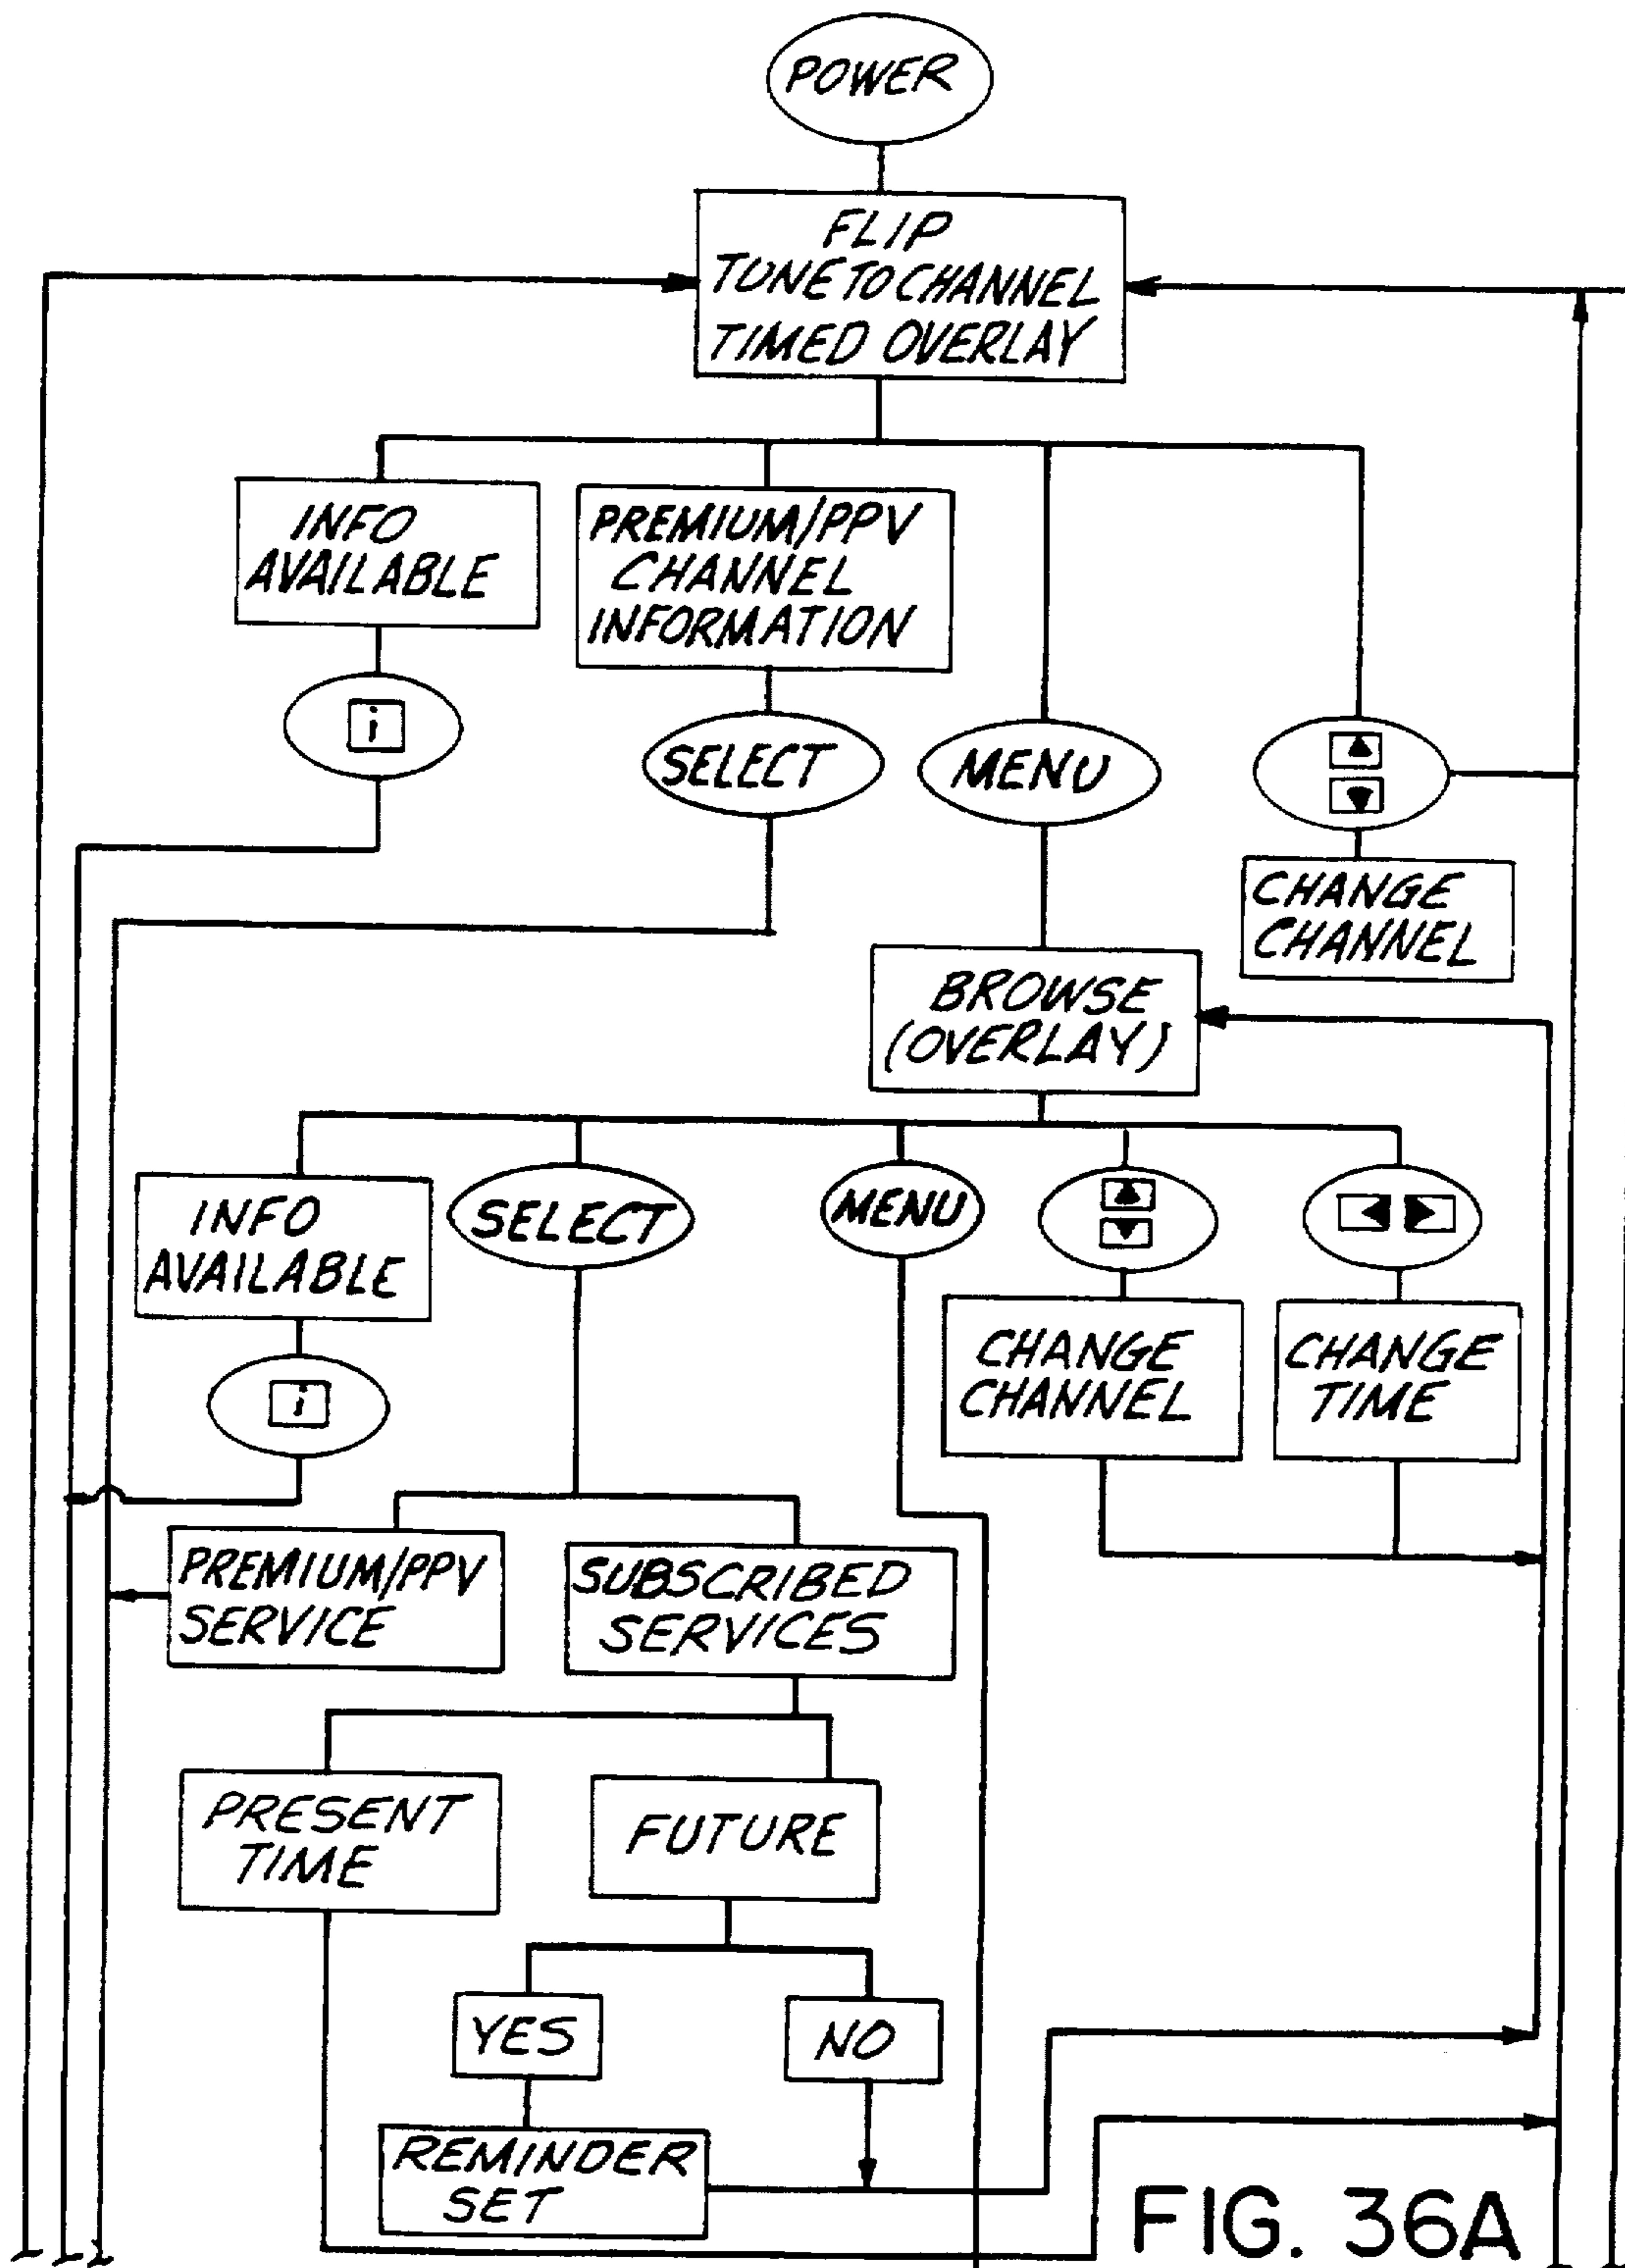 POWER
FLIP
TUNE TO CHANNEL
TIMED OVERLAY
INFO
AVAILABLE
PREMIUM/PPV
CHANNEL
INFORMATION
i
SELECT
MENU
CHANGE
CHANNEL
BROWSE
(OVERLAY)
INFO
AVAILABLE
SELECT
MENU
i
CHANGE
CHANNEL
CHANGE
TIME
PREMIUM/PPV
SERVICE
SUBSCRIBED
SERVICES
PRESENT
TIME
FUTURE
YES
NO
REMINDER
SET
FIG. 36A